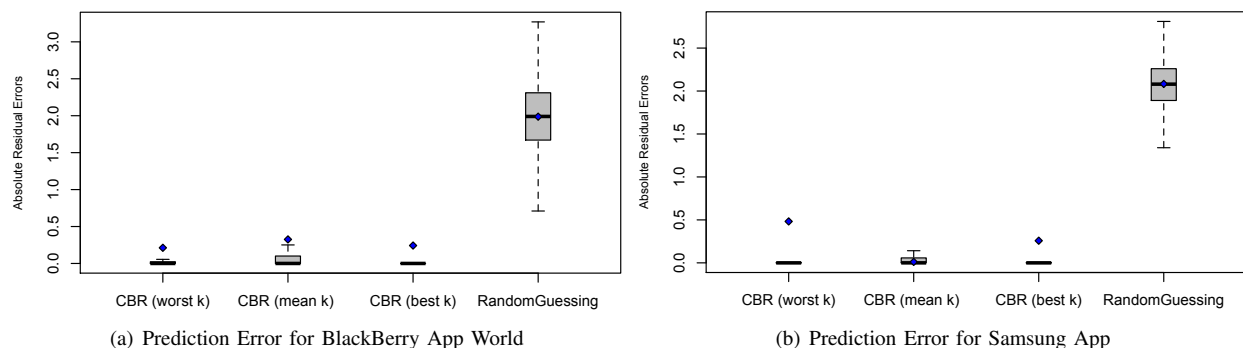 Absolute Residual Errors
3.0
2.5
2.0
1.5
1.0
0.5
0.0
CBR (worst k) CBR (mean k) CBR (best k) RandomGuessing
(a) Prediction Error for BlackBerry App World
Absolute Residual Errors
2.5
2.0
1.5
1.0
0.5
0.0
CBR (worst k) CBR (mean k) CBR (best k) RandomGuessing
(b) Prediction Error for Samsung App